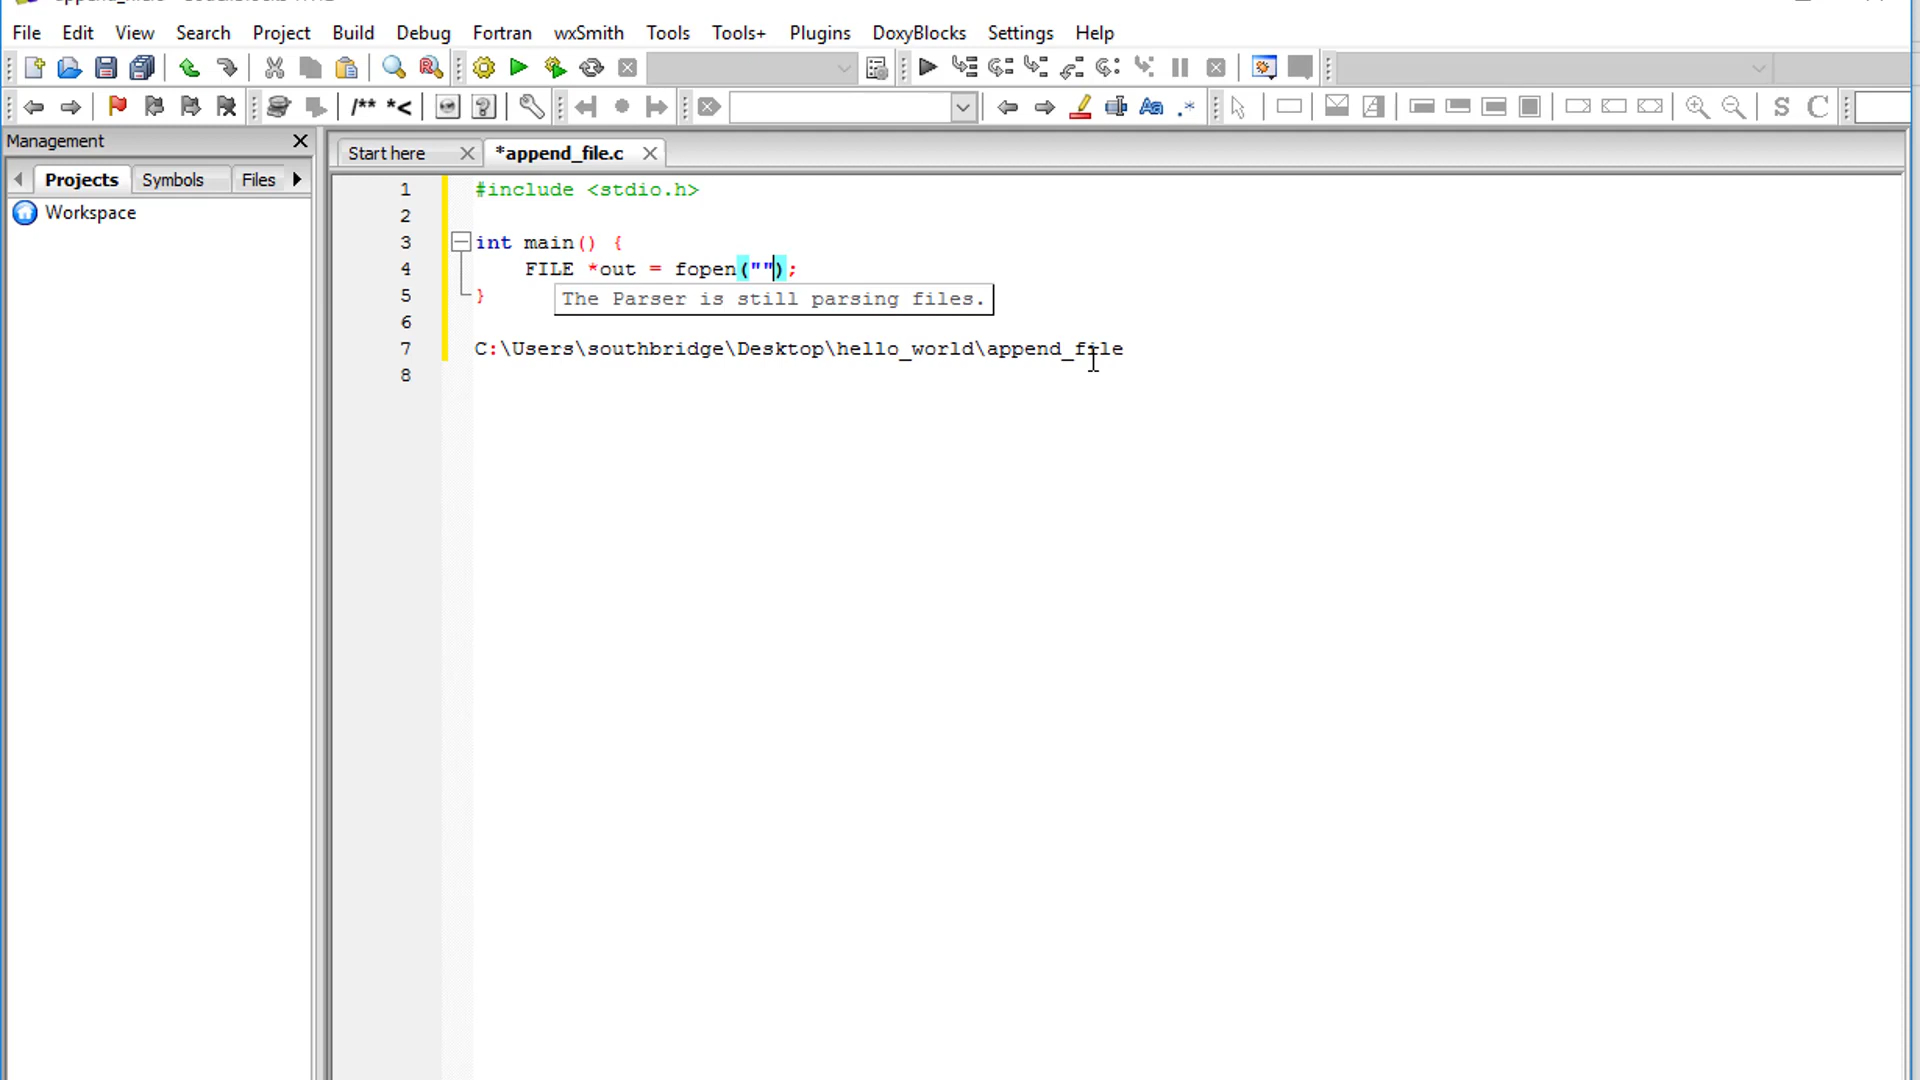 File Edit View Search Project Build Debug Fortran wxSmith Tools Tools+ Plugins DoxyBlocks Settings Help
/** *<
S C
Management
Start here *append_file.c
Projects Symbols Files
Workspace
1 #include <stdio.h>
2
3 int main() {
4 FILE *out = fopen("");
5 }
The Parser is still parsing files.
6
7 C:\Users\southbridge\Desktop\hello_world\append_file
8